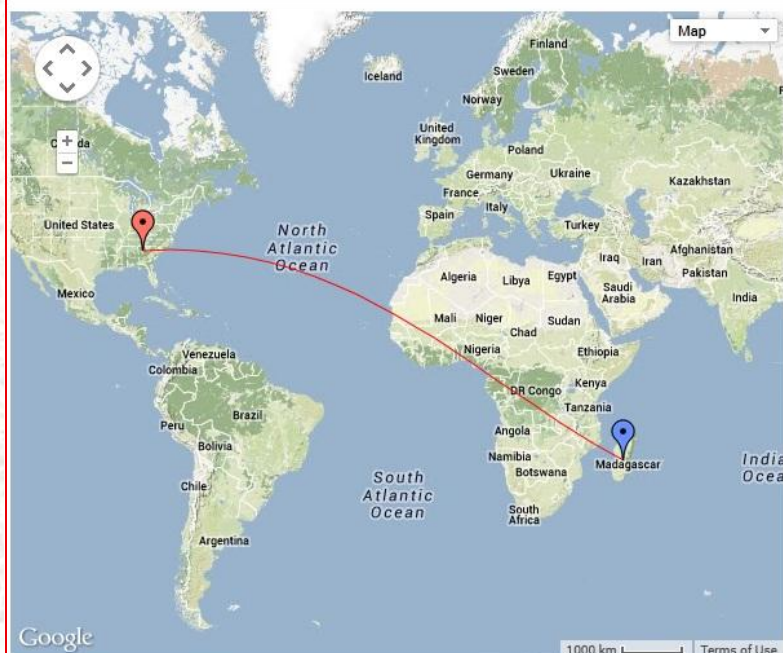 Map
Finland
Iceland
Sweden
Norway
United
Kingdom
Poland
Germany
Ukraine
Kazakhstan
France
Italy
Spain
Turkey
United States
North
Atlantic
Ocean
Afghanistan
Iraq
Iran
Pakistan
Algeria
Libya
Egypt
Saudi
Arabia
India
Mexico
Mali
Niger
Chad
Sudan
Nigeria
Ethiopia
Venezuela
Colombia
DR Congo
Kenya
Tanzania
Brazil
Peru
Angola
Bolivia
Namibia
Botswana
Madagascar
Chile
South
Atlantic
Ocean
South
Africa
Argentina
Google
1000 km
Terms of Use